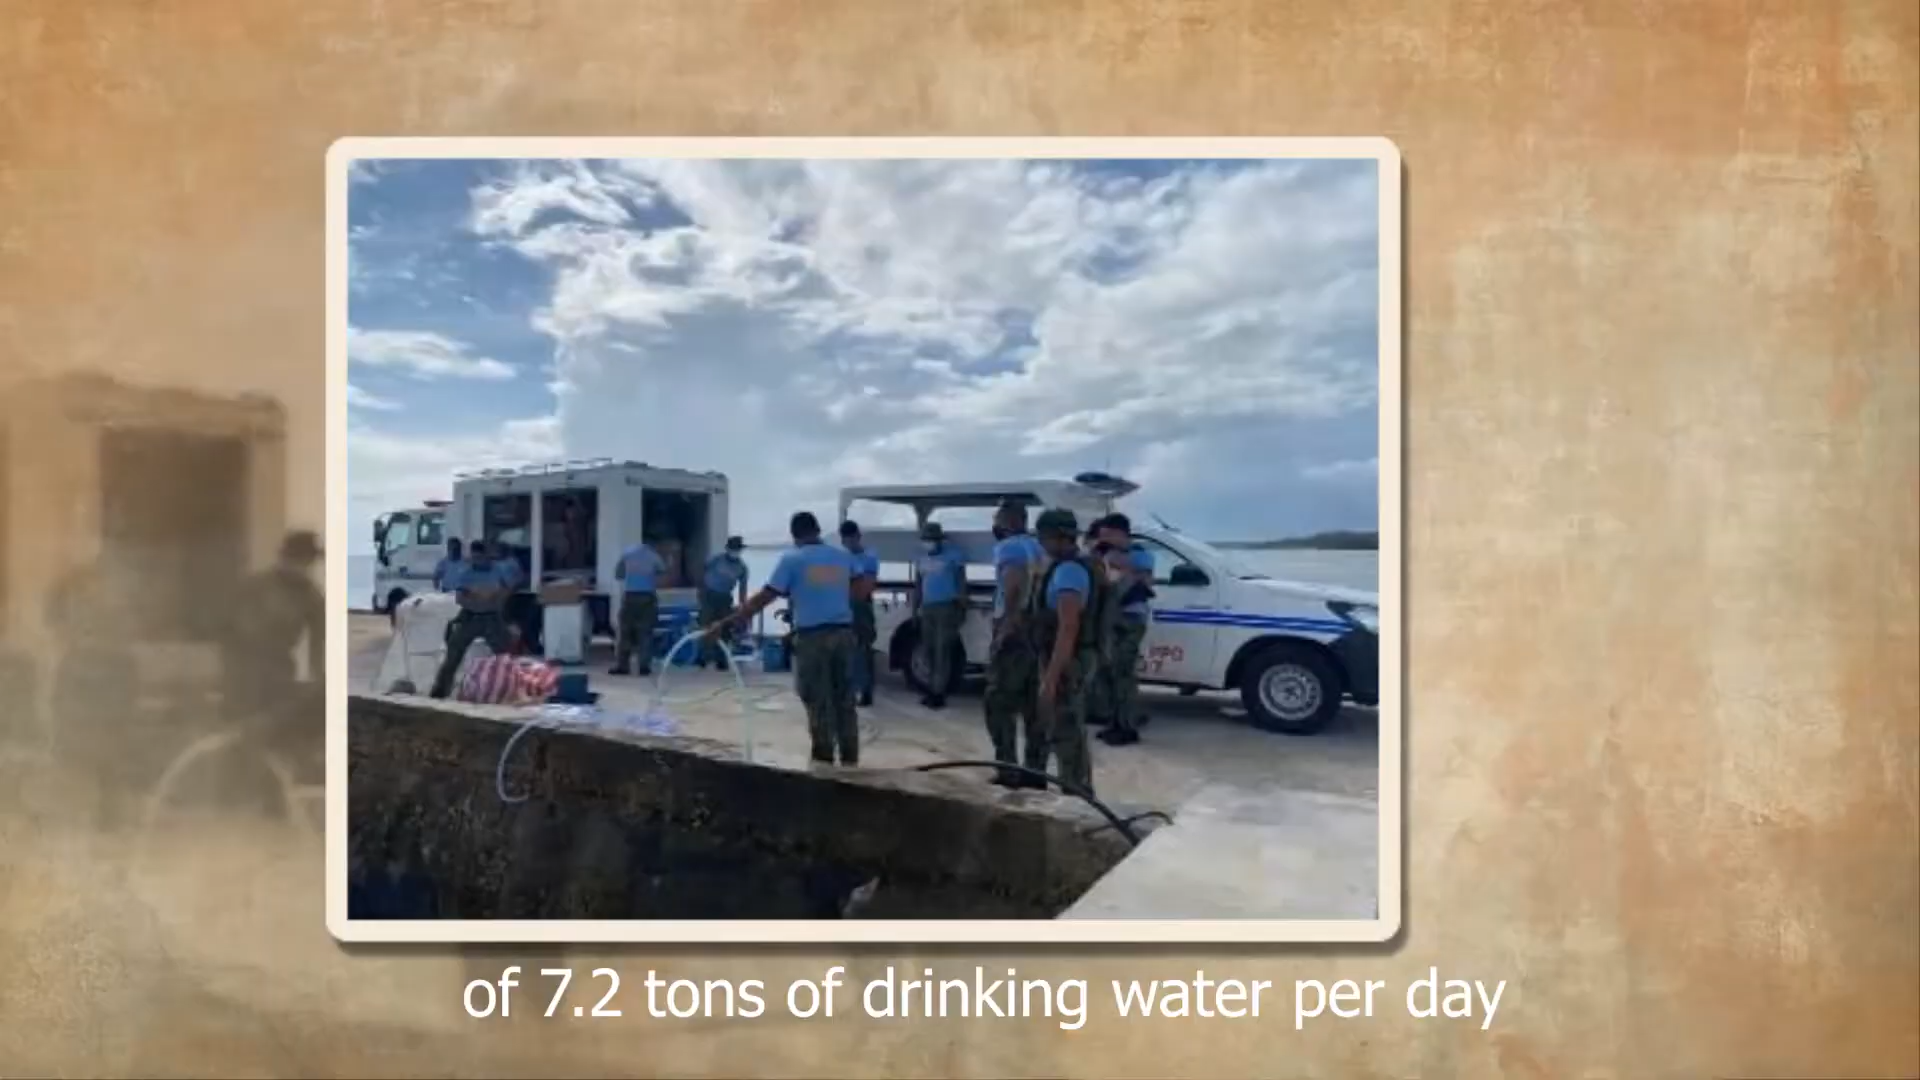 of 7.2 tons of drinking water per day